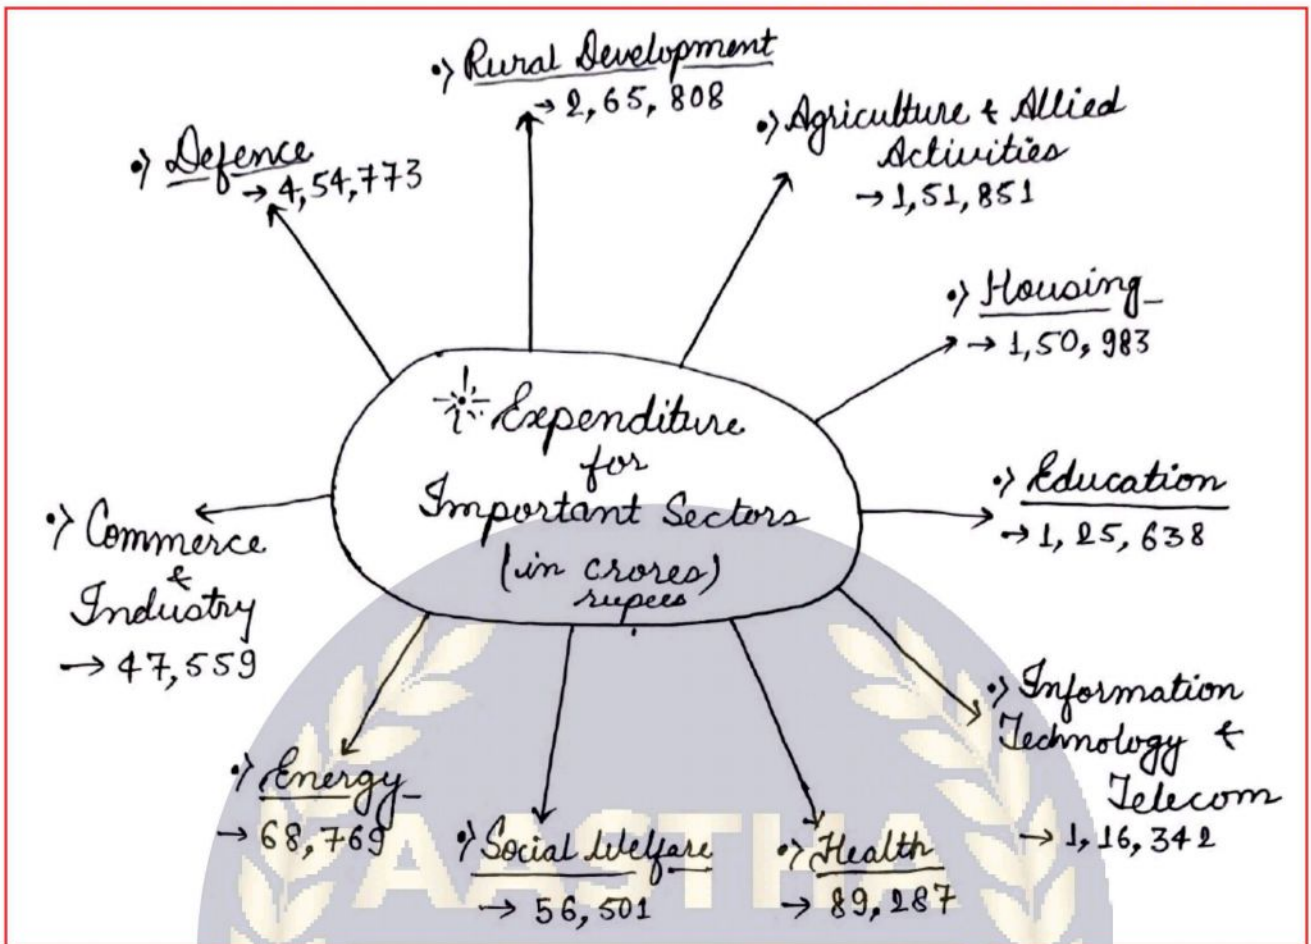 Expenditure
for
Important Sectors
(in crores)
rupees
Rural Development
→ 2,65,808
Agriculture & Allied
Activities
→ 1,51,851
Housing
→ 1,50,983
Education
→ 1,25,638
Information
Technology &
Telecom
→ 1,16,342
Health
→ 89,287
Social Welfare
→ 56,501
Energy
→ 68,769
Commerce
&
Industry
→ 47,559
Defence
→ 4,54,773
AASTHA